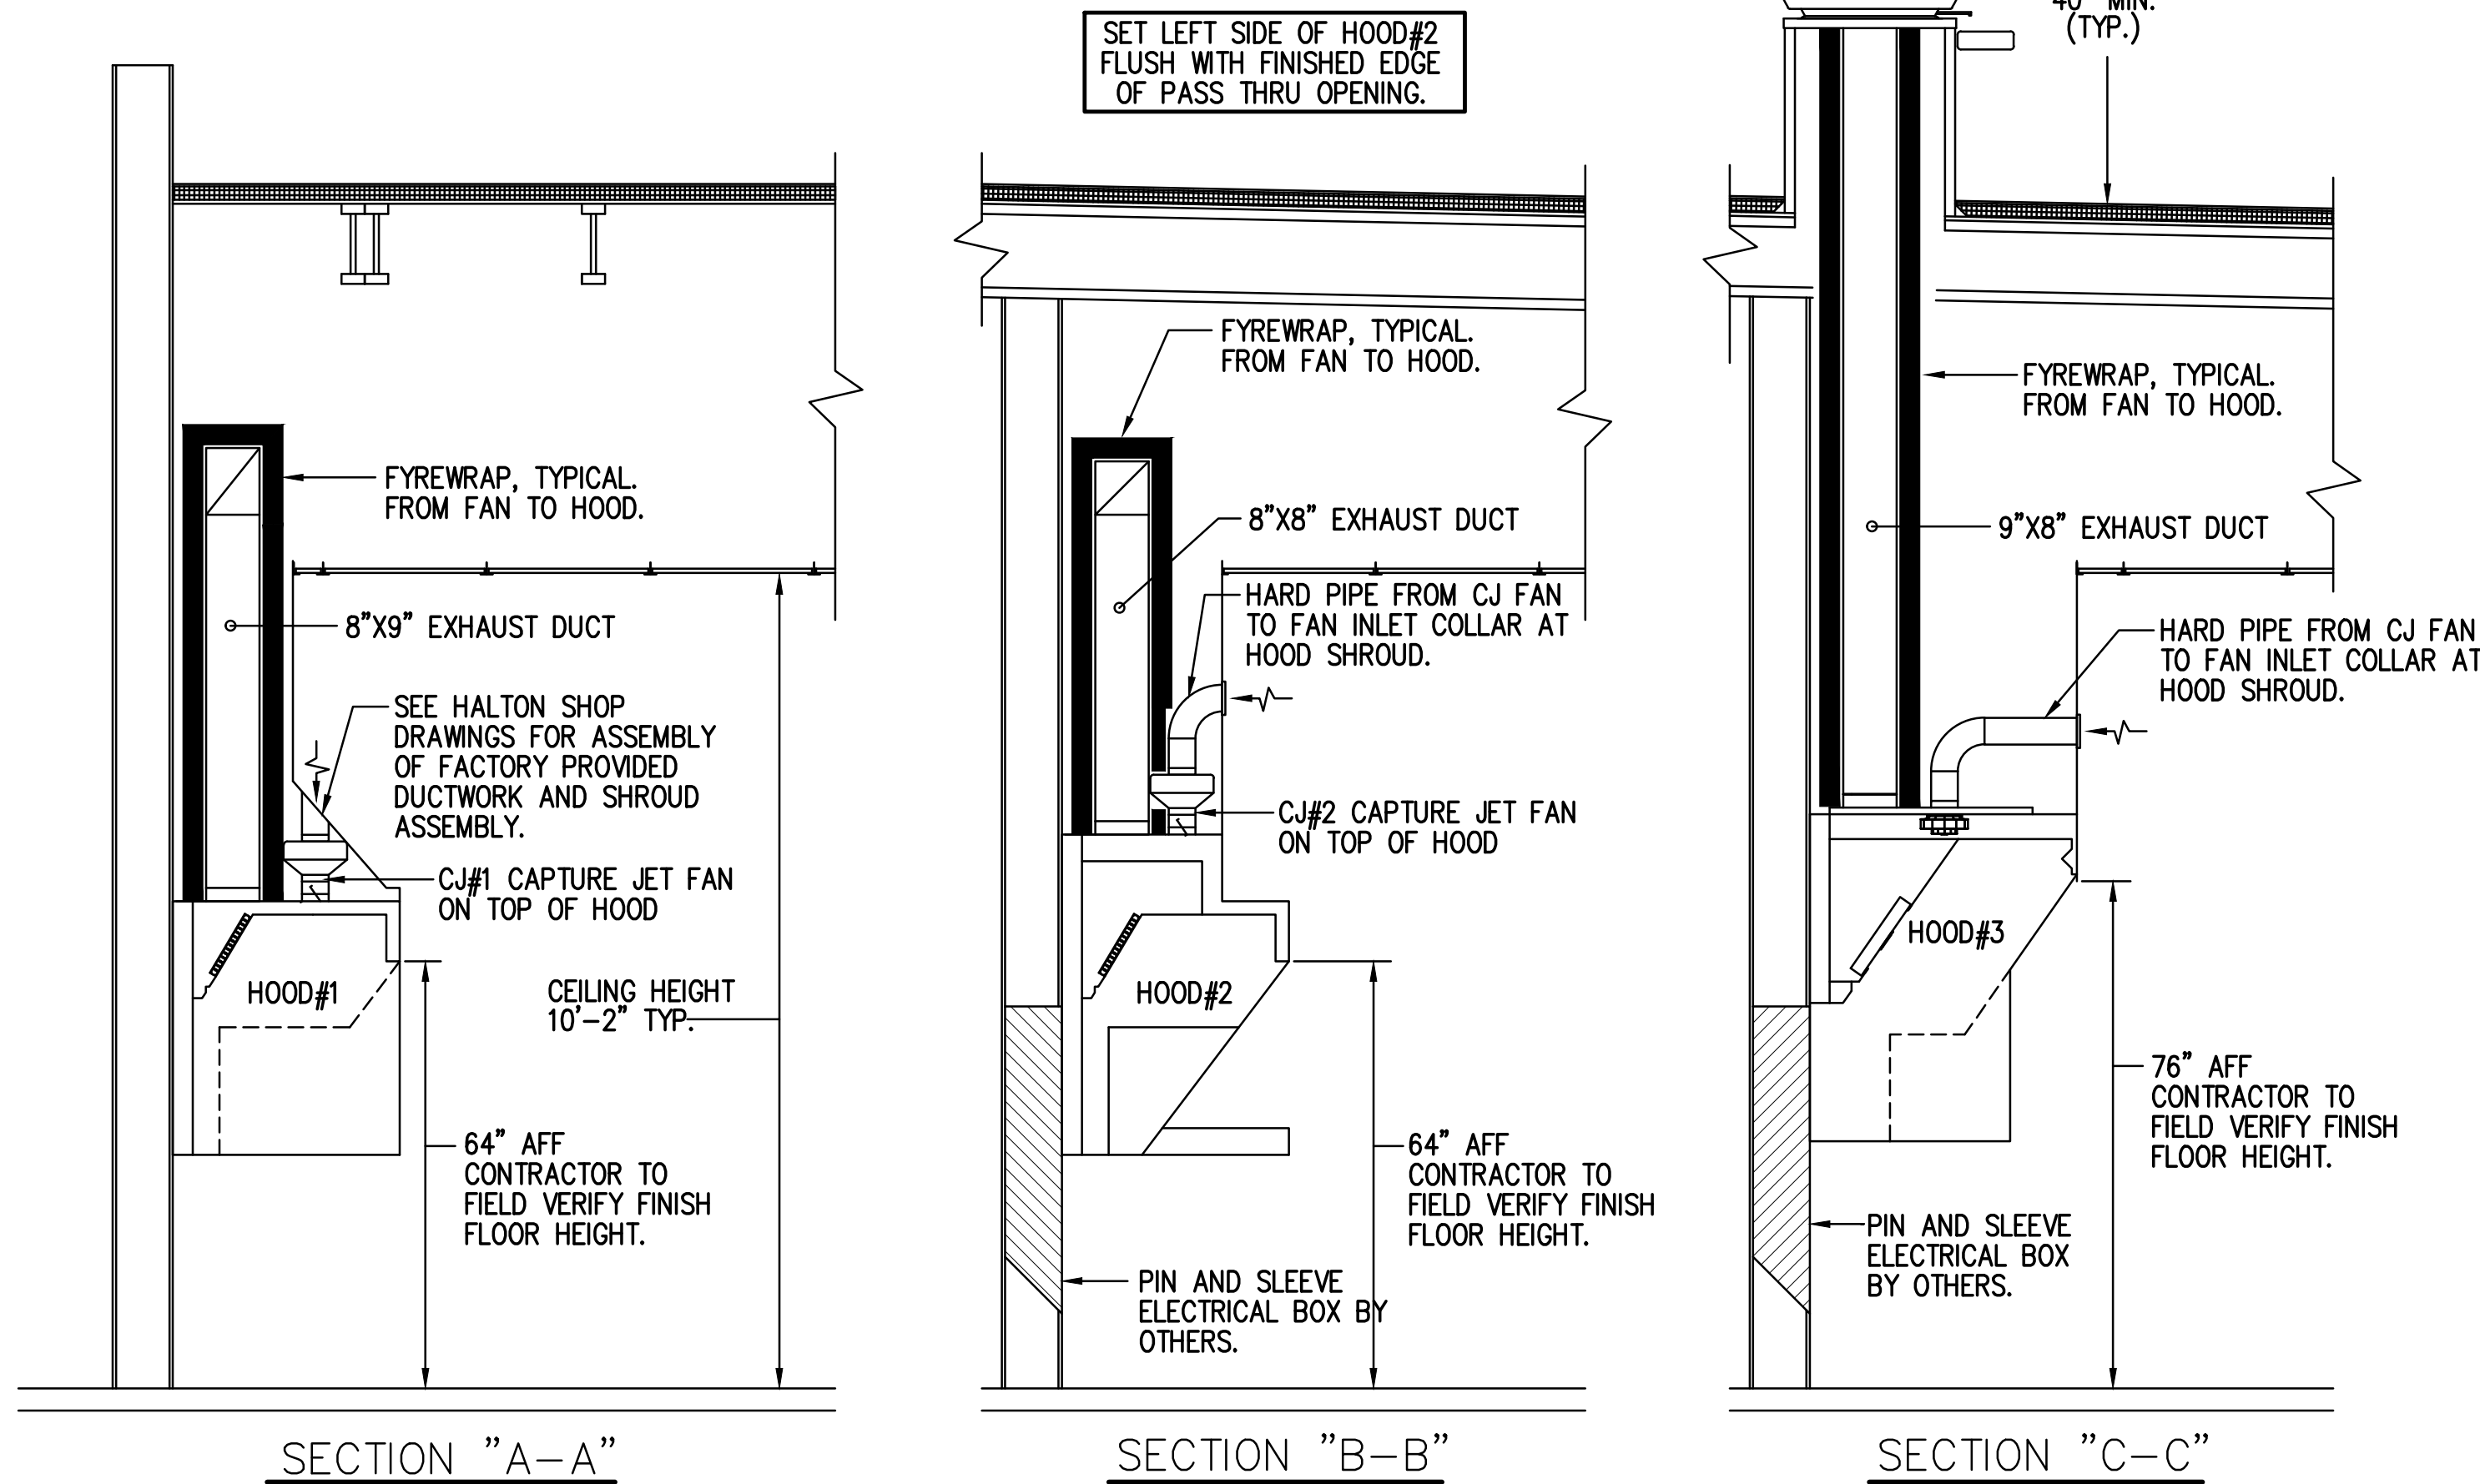 SET LEFT SIDE OF HOOD#2
FLUSH WITH FINISHED EDGE
OF PASS THRU OPENING.
40" MIN.
(TYP.)
FYREWRAP, TYPICAL.
FROM FAN TO HOOD.
8"X9" EXHAUST DUCT
SEE HALTON SHOP
DRAWINGS FOR ASSEMBLY
OF FACTORY PROVIDED
DUCTWORK AND SHROUD
ASSEMBLY.
CJ#1 CAPTURE JET FAN
ON TOP OF HOOD
HOOD#1
CEILING HEIGHT
10'-2" TYP.
64" AFF
CONTRACTOR TO
FIELD VERIFY FINISH
FLOOR HEIGHT.
SECTION "A-A"
FYREWRAP, TYPICAL.
FROM FAN TO HOOD.
8"X8" EXHAUST DUCT
HARD PIPE FROM CJ FAN
TO FAN INLET COLLAR AT
HOOD SHROUD.
CJ#2 CAPTURE JET FAN
ON TOP OF HOOD
HOOD#2
64" AFF
CONTRACTOR TO
FIELD VERIFY FINISH
FLOOR HEIGHT.
PIN AND SLEEVE
ELECTRICAL BOX BY
OTHERS.
SECTION "B-B"
FYREWRAP, TYPICAL.
FROM FAN TO HOOD.
9"X8" EXHAUST DUCT
HARD PIPE FROM CJ FAN
TO FAN INLET COLLAR AT
HOOD SHROUD.
HOOD#3
76" AFF
CONTRACTOR TO
FIELD VERIFY FINISH
FLOOR HEIGHT.
PIN AND SLEEVE
ELECTRICAL BOX
BY OTHERS.
SECTION "C-C"